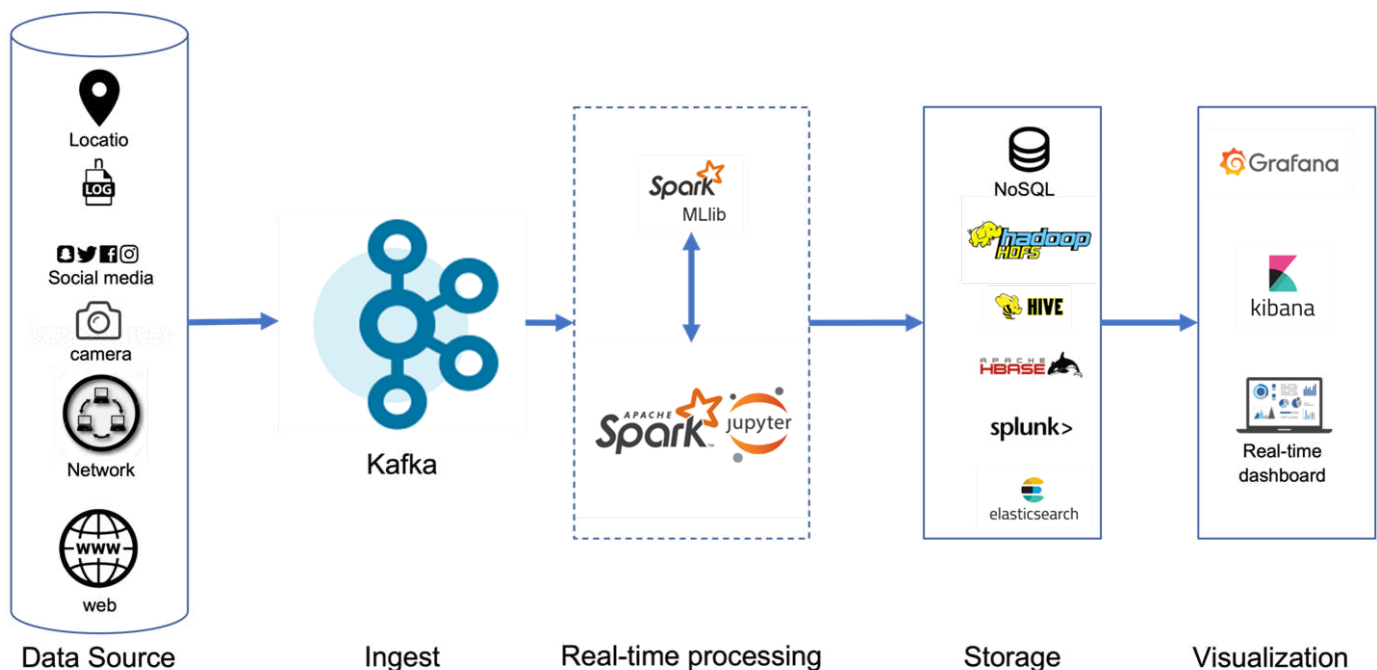 Locatio
LOG
Social media
camera
Network
www
web
Data Source
Kafka
Ingest
Spark
MLlib
APACHE
Spark
jupyter
Real-time processing
NoSQL
hadoop
HDFS
HIVE
APACHE
HBASE
splunk>
elasticsearch
Storage
Grafana
kibana
Real-time
dashboard
Visualization